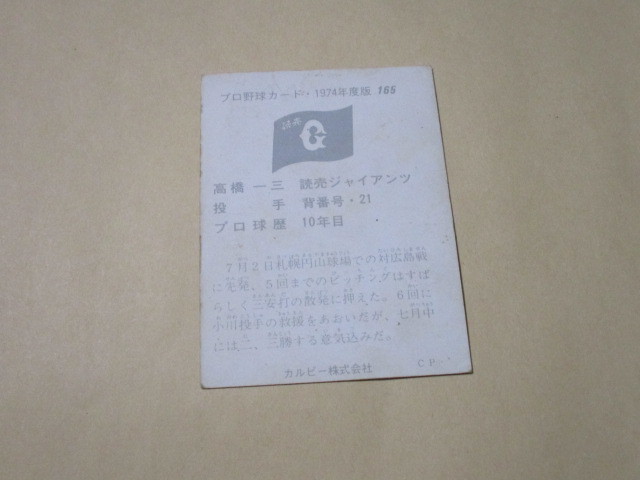 プロ野球カード・1974年度版 165
読売
G
高橋一三 読売ジャイアンツ
投手 背番号・21
プロ球歴 10年目
7月2日札幌円山球場での対広島戦
に先発、5回までのピッチングはすば
らしく三安打の散発に押えた。6回に
小川投手の救援をあおいだが、七月中
には二、三勝する意気込みだ。
カルビー株式会社
C P